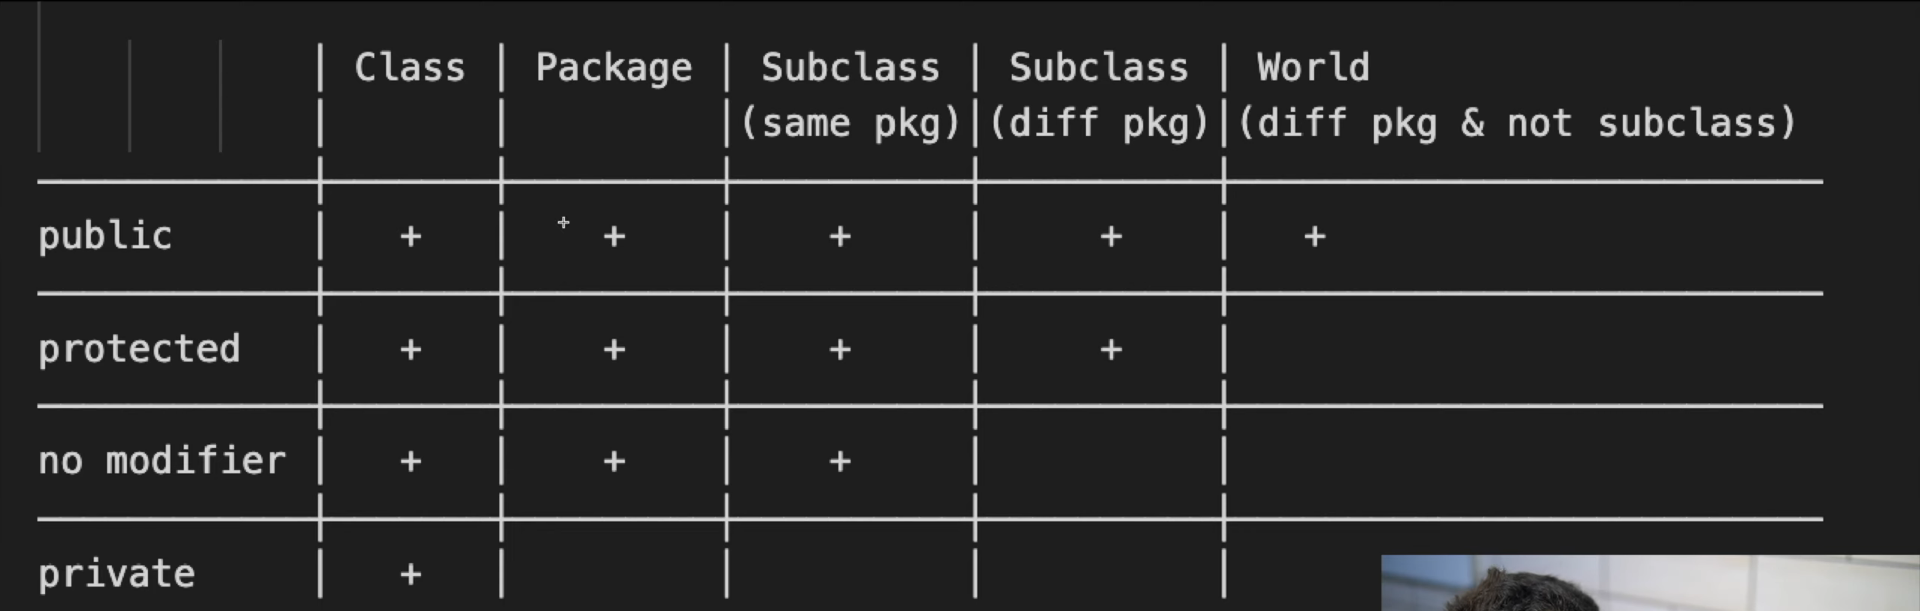 | Class | Package | Subclass | Subclass | World
| | |(same pkg)|(diff pkg)|(diff pkg & not subclass)
public | + | + | + | + | +
protected | + | + | + | + |
no modifier | + | + | + | |
private | + | | | |